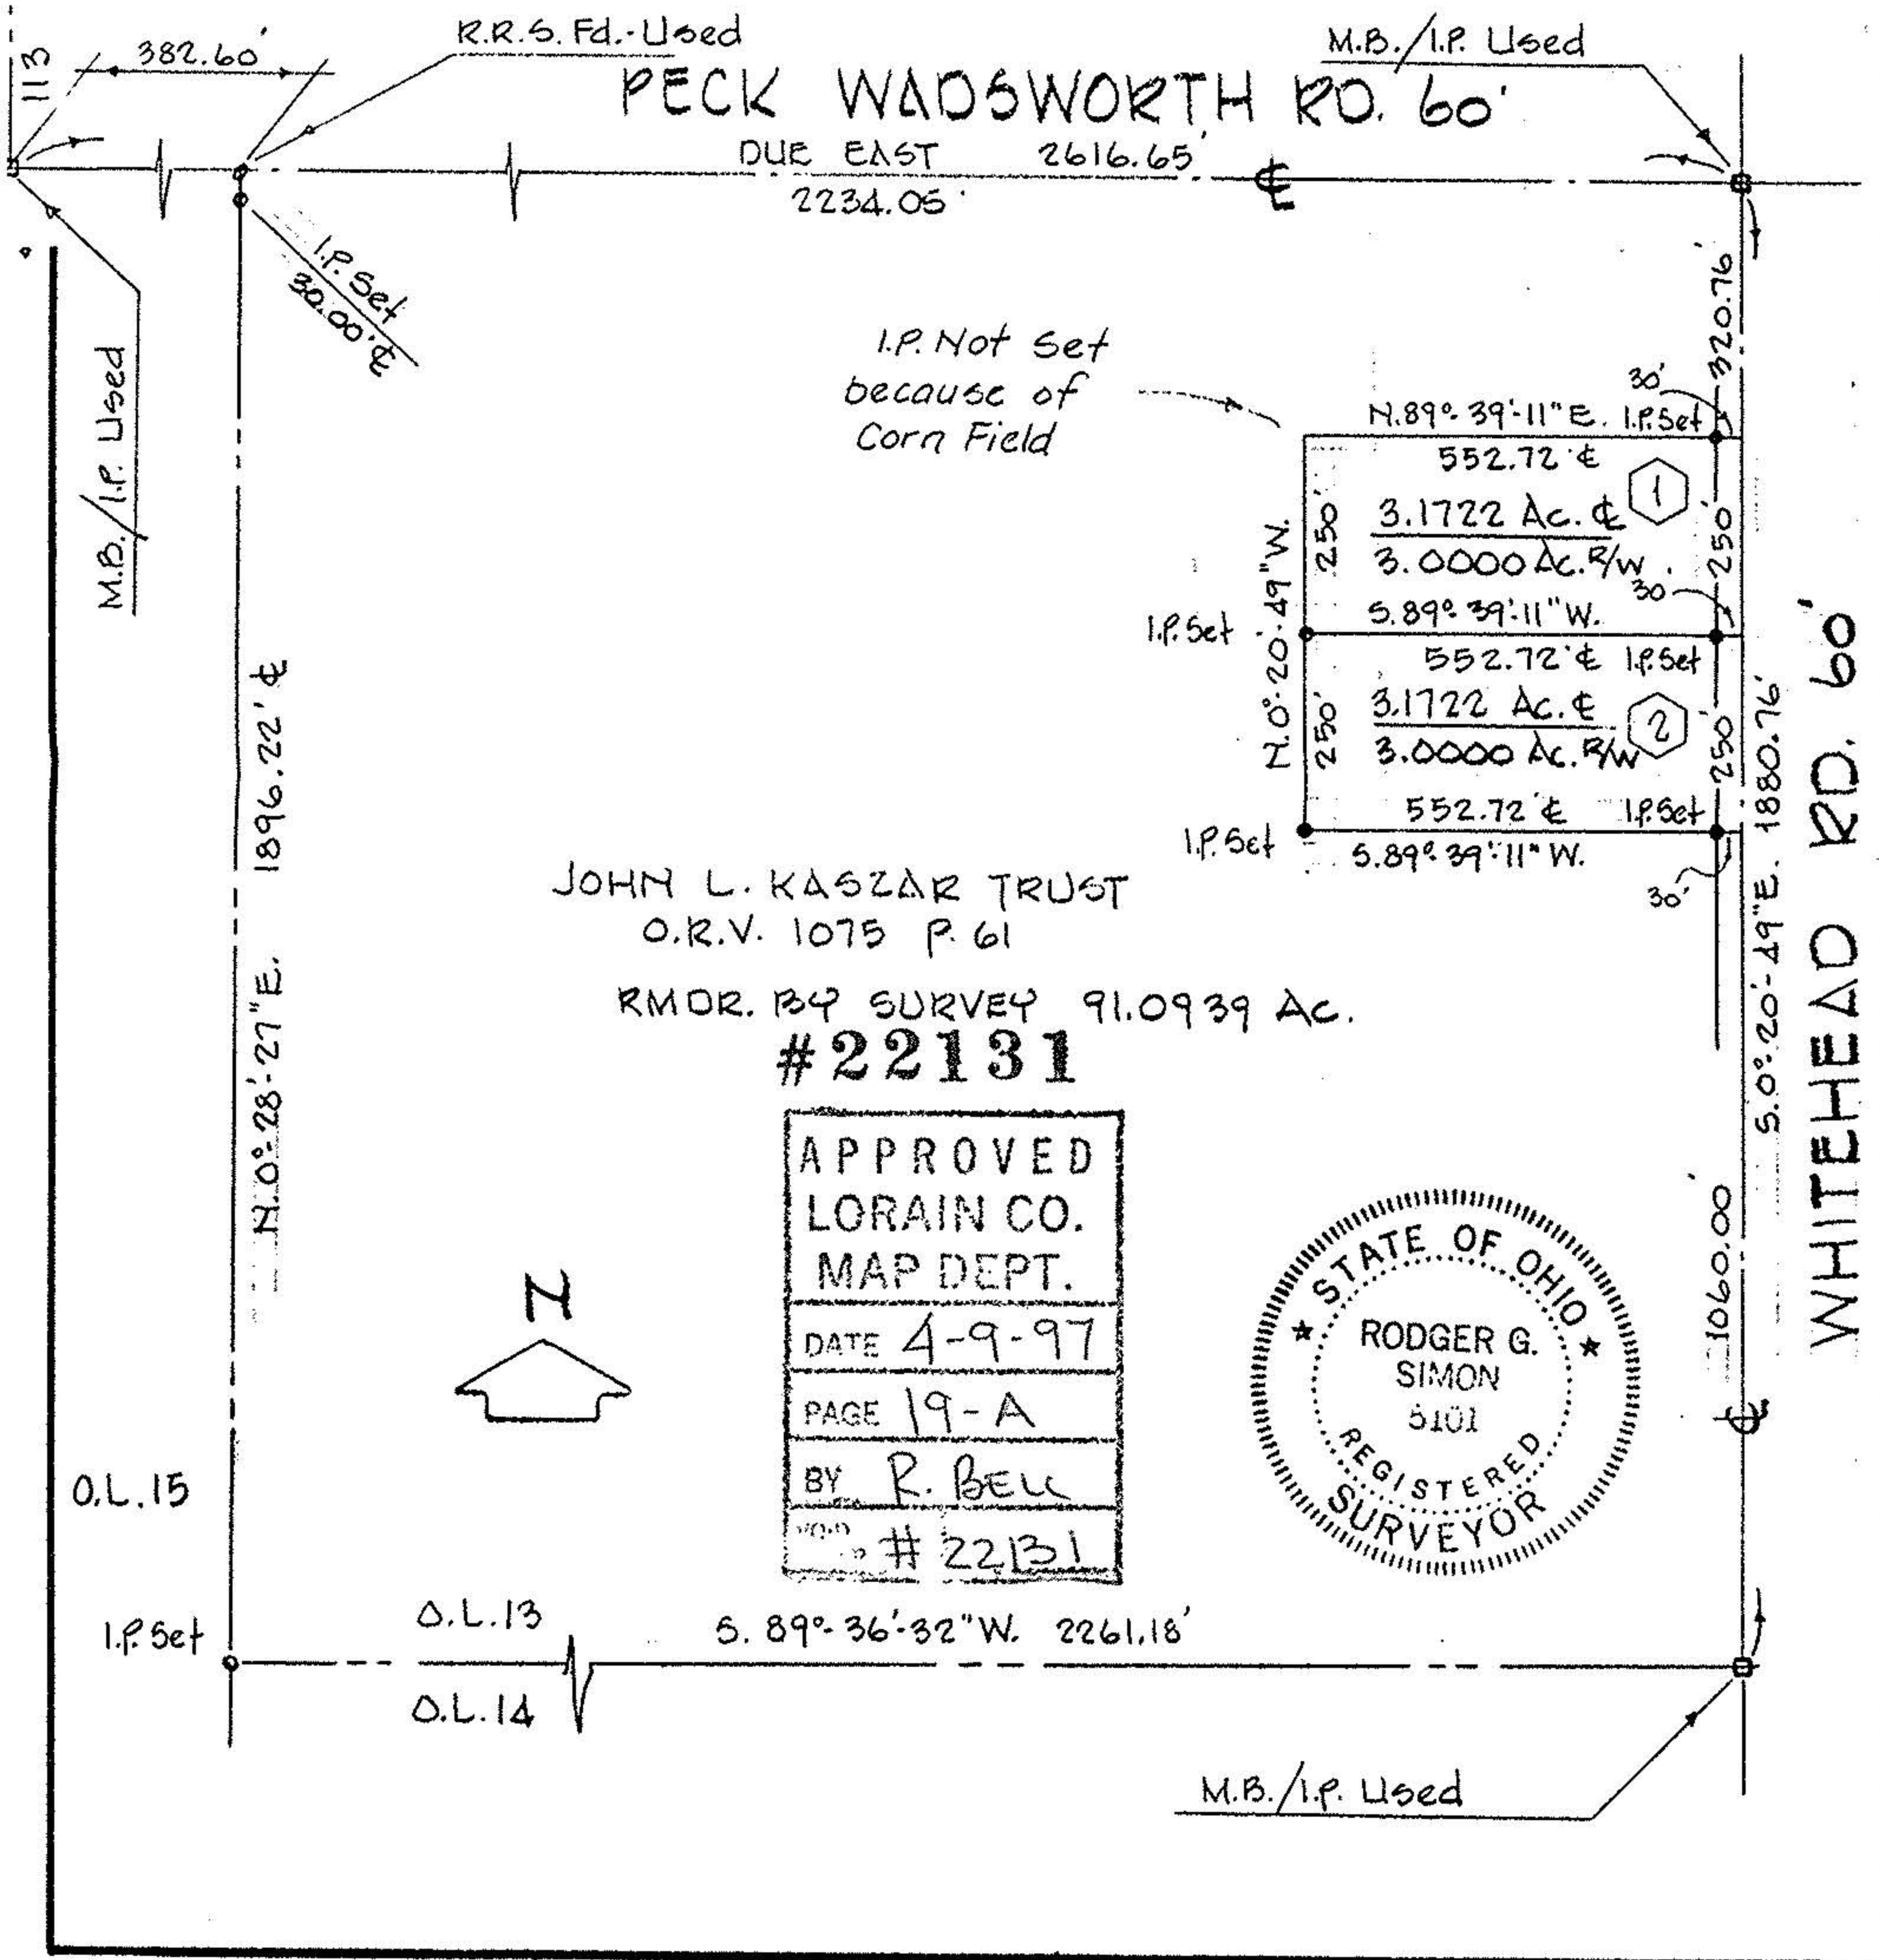 113
382.60'
R.R.S. Fd.-Used
M.B./I.P. Used
PECK WADSWORTH RD. 60'
DUE EAST 2616.65'
2234.05'
℄
I.P. Set
30.00' ℄
M.B./I.P. Used
320.76'
I.P. Not Set
because of
Corn Field
30'
N.89°-39'-11"E. I.P. Set
552.72' ℄
1
3.1722 Ac. ℄
3.0000 Ac. R/W
250'
250'
N.0°-20'-49"W.
30
S.89°-39'-11"W.
I.P. Set
552.72' ℄ I.P. Set
3.1722 Ac. ℄
2
3.0000 Ac. R/W
250'
250'
552.72' ℄ I.P. Set
I.P. Set
S.89°-39'-11"W.
30'
S.0°-20'-49"E. 1880.76'
WHITEHEAD RD. 60'
N.0°-28'-27"E. 1896.22' ℄
JOHN L. KASZAR TRUST
O.R.V. 1075 P. 61
RMDR. BY SURVEY 91.0939 AC.
#22131
APPROVED
LORAIN CO.
MAP DEPT.
DATE 4-9-97
PAGE 19-A
BY R. BELL
# 22131
N
STATE OF OHIO
RODGER G.
SIMON
5101
REGISTERED
SURVEYOR
1060.00'
℄
O.L.15
I.P. Set
O.L.13
S. 89°-36'-32"W. 2261.18'
O.L.14
M.B./I.P. Used